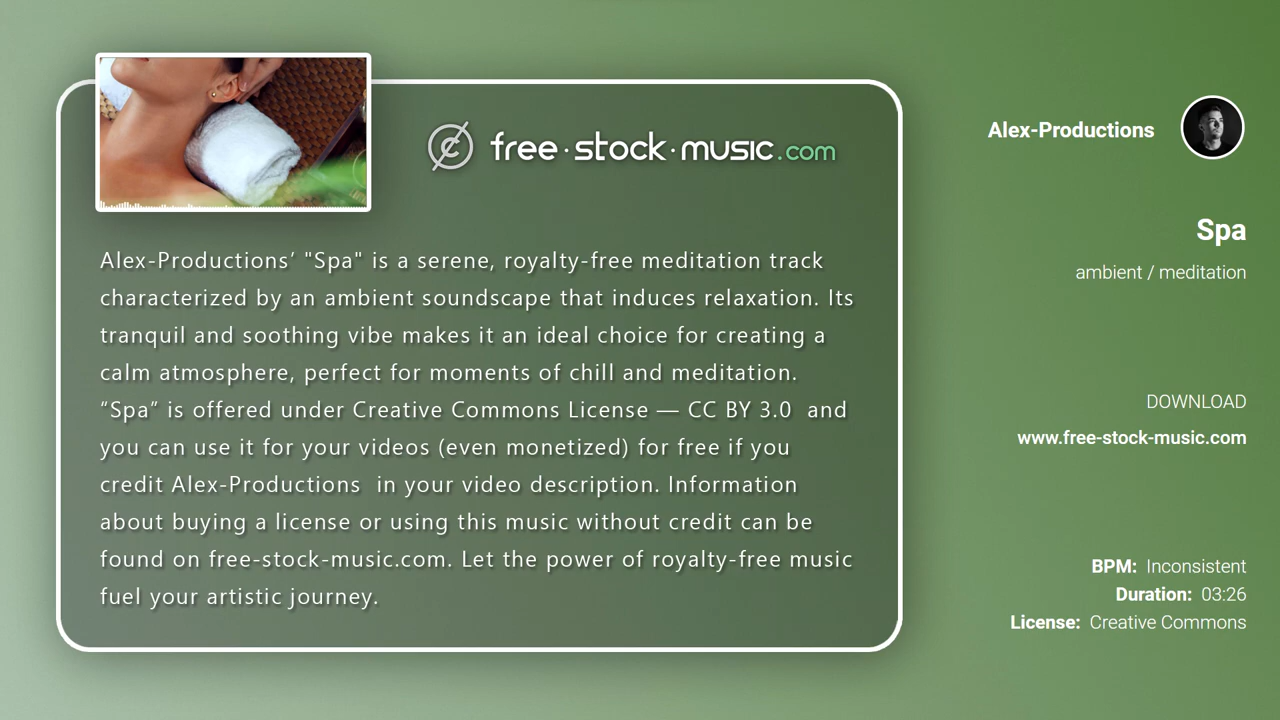 free·stock·music.com
Alex-Productions’ "Spa" is a serene, royalty-free meditation track
characterized by an ambient soundscape that induces relaxation. Its
tranquil and soothing vibe makes it an ideal choice for creating a
calm atmosphere, perfect for moments of chill and meditation.
“Spa” is offered under Creative Commons License — CC BY 3.0  and
you can use it for your videos (even monetized) for free if you
credit Alex-Productions  in your video description. Information
about buying a license or using this music without credit can be
found on free-stock-music.com. Let the power of royalty-free music
fuel your artistic journey.
Alex-Productions
Spa
ambient / meditation
DOWNLOAD
www.free-stock-music.com
BPM: Inconsistent
Duration: 03:26
License: Creative Commons